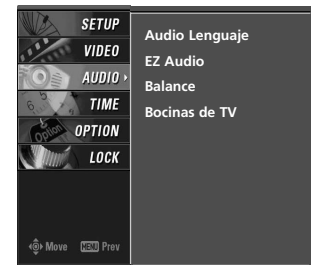 SETUP
VIDEO
AUDIO
TIME
OPTION
LOCK
Move MENU Prev
Audio Lenguaje
EZ Audio
Balance
Bocinas de TV